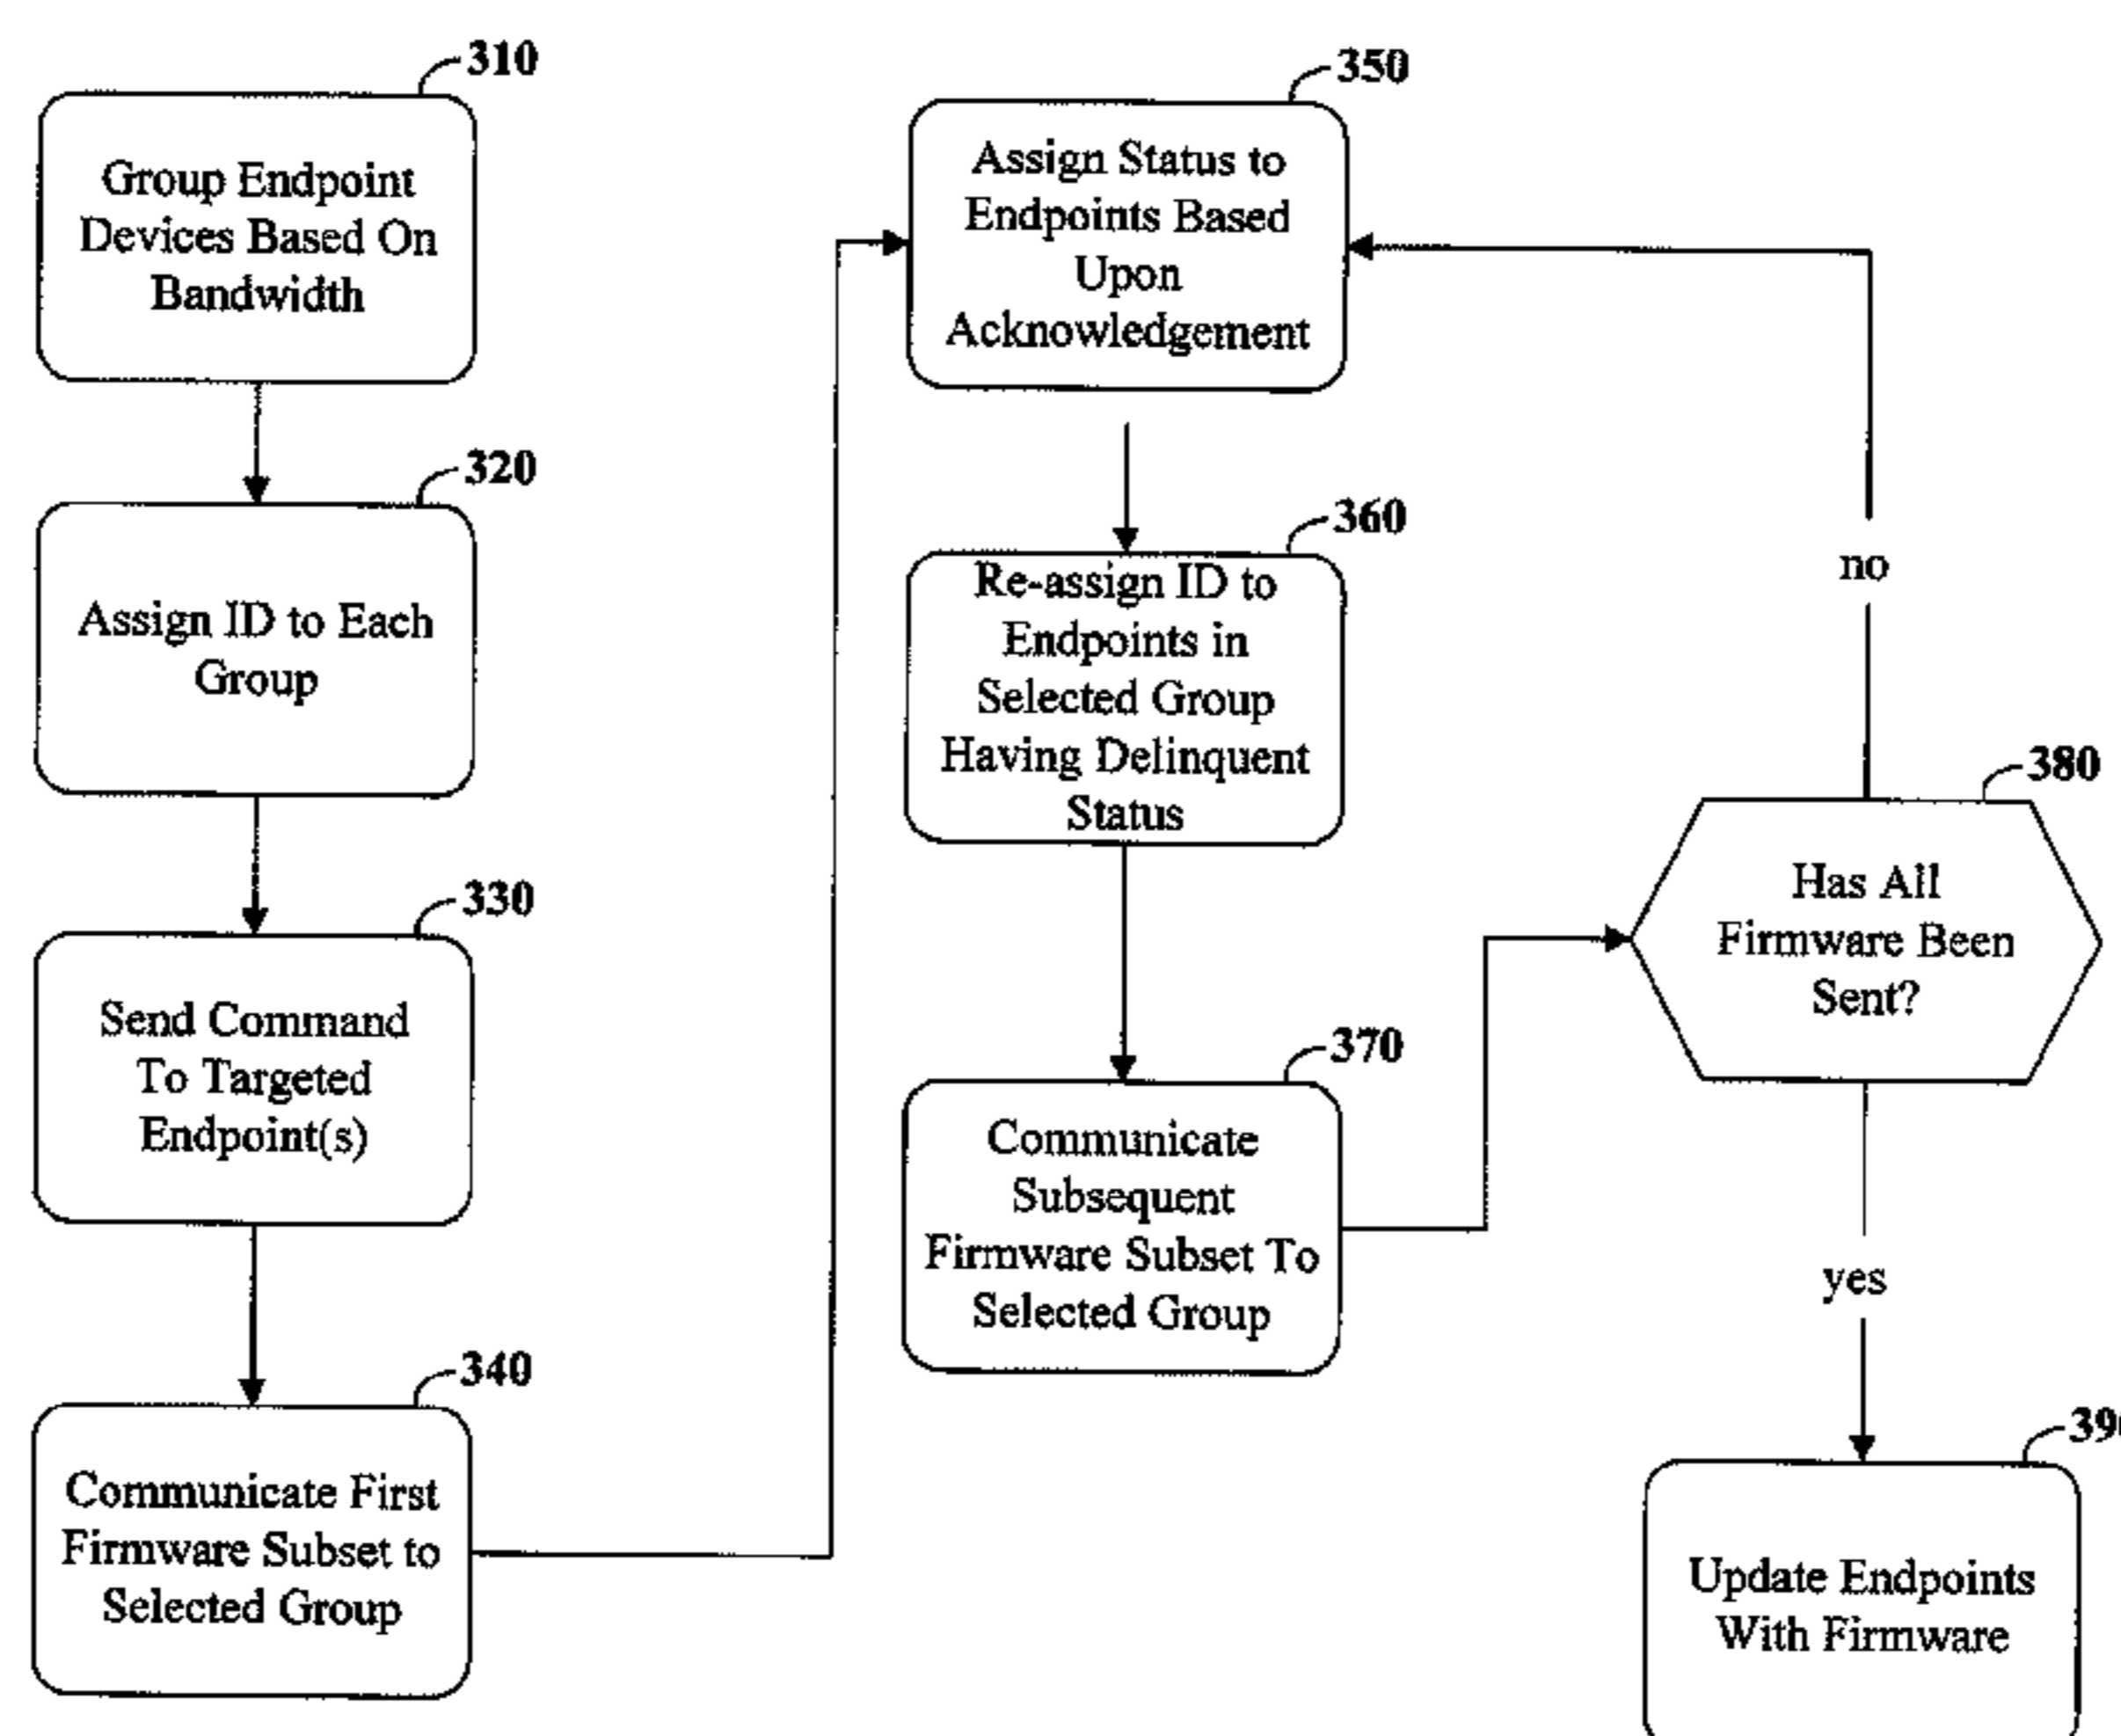 310
Group Endpoint
Devices Based On
Bandwidth
320
Assign ID to Each
Group
330
Send Command
To Targeted
Endpoint(s)
340
Communicate First
Firmware Subset to
Selected Group
350
Assign Status to
Endpoints Based
Upon
Acknowledgement
360
Re-assign ID to
Endpoints in
Selected Group
Having Delinquent
Status
370
Communicate
Subsequent
Firmware Subset To
Selected Group
no
380
Has All
Firmware Been
Sent?
yes
Update Endpoints
With Firmware